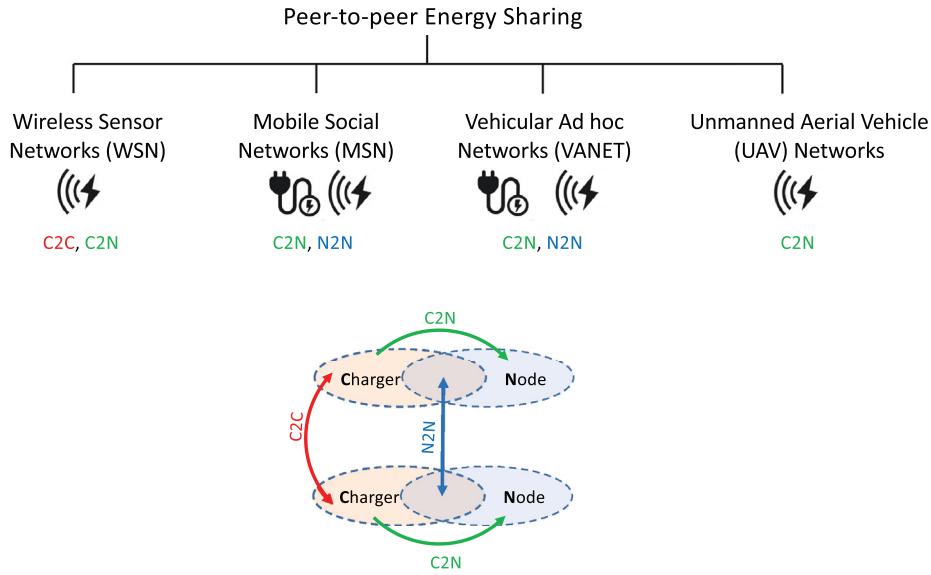 Peer-to-peer Energy Sharing
Wireless Sensor
Networks (WSN)
Mobile Social
Networks (MSN)
Vehicular Ad hoc
Networks (VANET)
Unmanned Aerial Vehicle
(UAV) Networks
C2C, C2N
C2N, N2N
C2N, N2N
C2N
C2N
Charger
Node
C2C
N2N
Charger
Node
C2N